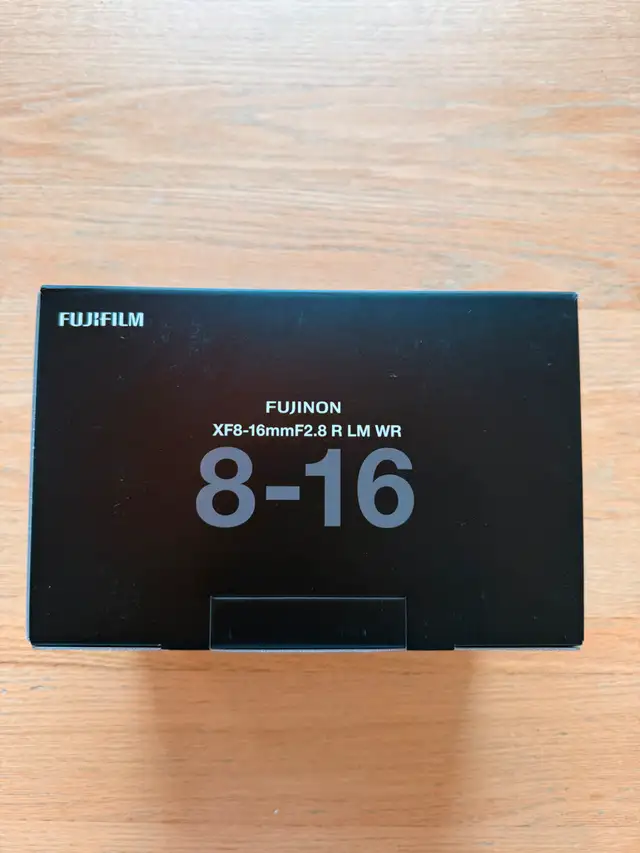 FUJIFILM
FUJINON
XF8-16mmF2.8 R LM WR
8-16